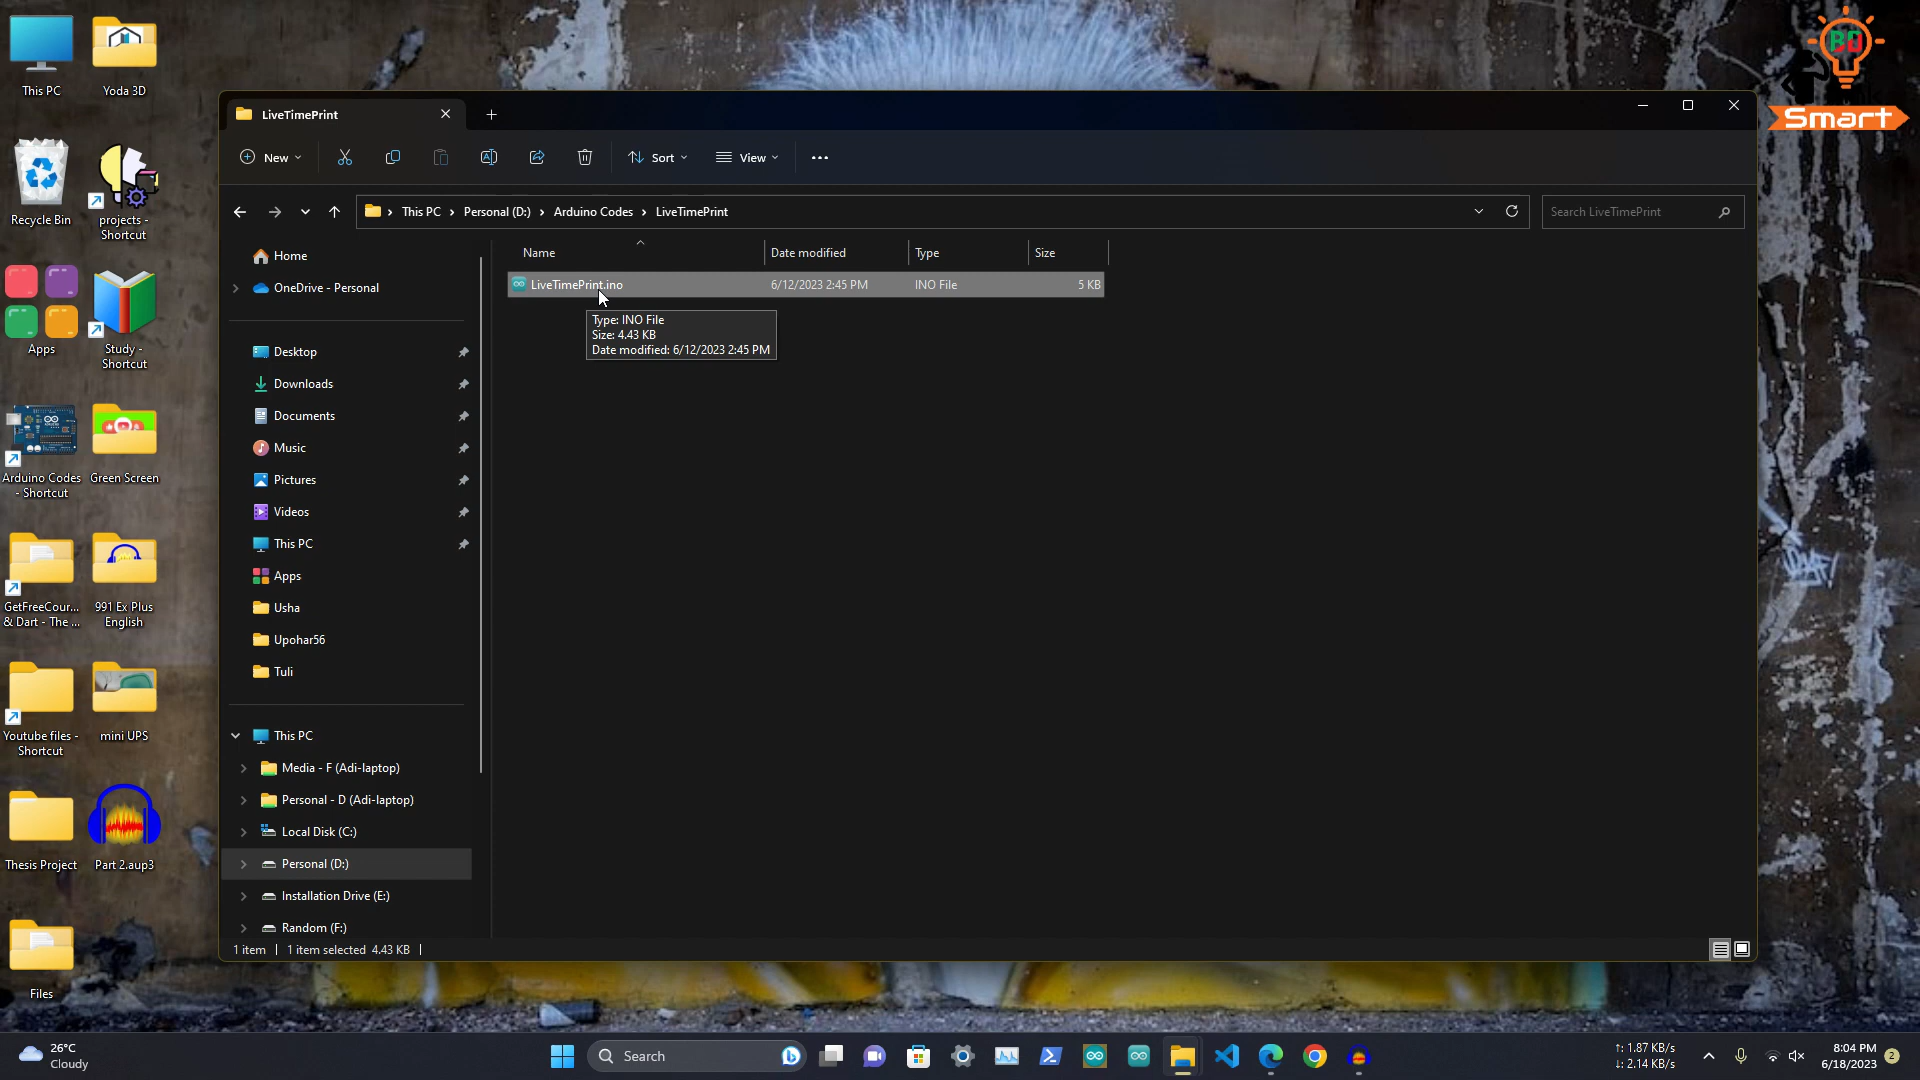 This PC
Yoda 3D
Recycle Bin
projects -
Shortcut
Apps
Study -
Shortcut
Arduino Codes
- Shortcut
Green Screen
GetFreeCour...
& Dart - The ...
991 Ex Plus
English
Youtube files -
Shortcut
mini UPS
Thesis Project
Part 2.aup3
Files
BD
Smart
LiveTimePrint
New
Sort
View
This PC
Personal (D:)
Arduino Codes
LiveTimePrint
Search LiveTimePrint
Name
Date modified
Type
Size
LiveTimePrint.ino
6/12/2023 2:45 PM
INO File
5 KB
Type: INO File
Size: 4.43 KB
Date modified: 6/12/2023 2:45 PM
Home
OneDrive - Personal
Desktop
Downloads
Documents
Music
Pictures
Videos
This PC
Apps
Usha
Upohar56
Tuli
This PC
Media - F (Adi-laptop)
Personal - D (Adi-laptop)
Local Disk (C:)
Personal (D:)
Installation Drive (E:)
Random (F:)
1 item
1 item selected 4.43 KB
26°C
Cloudy
Search
↑: 1.87 KB/s
↓: 2.14 KB/s
8:04 PM
6/18/2023
2